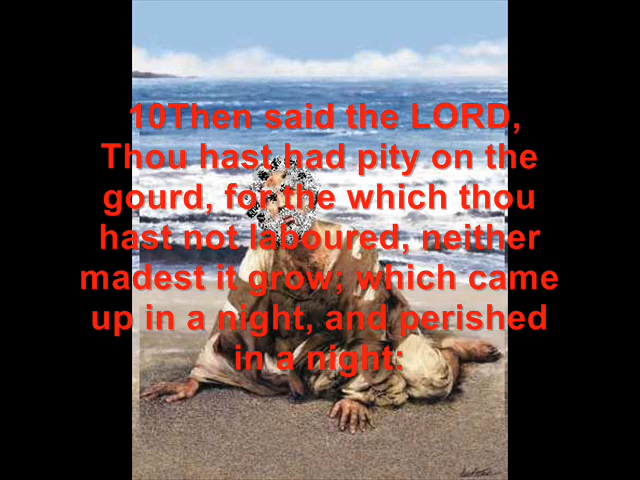 10Then said the LORD,
Thou hast had pity on the
gourd, for the which thou
hast not laboured, neither
madest it grow; which came
up in a night, and perished
in a night: